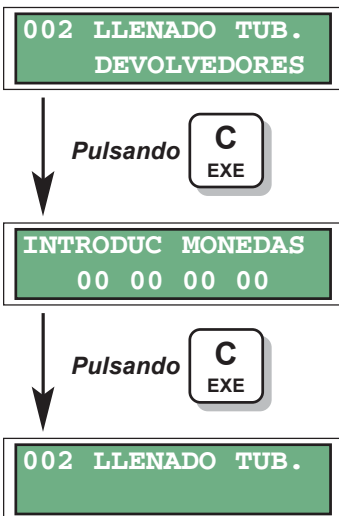 002 LLENADO TUB.
DEVOLVEDORES
Pulsando
C
EXE
INTRODUC MONEDAS
00 00 00 00
Pulsando
C
EXE
002 LLENADO TUB.